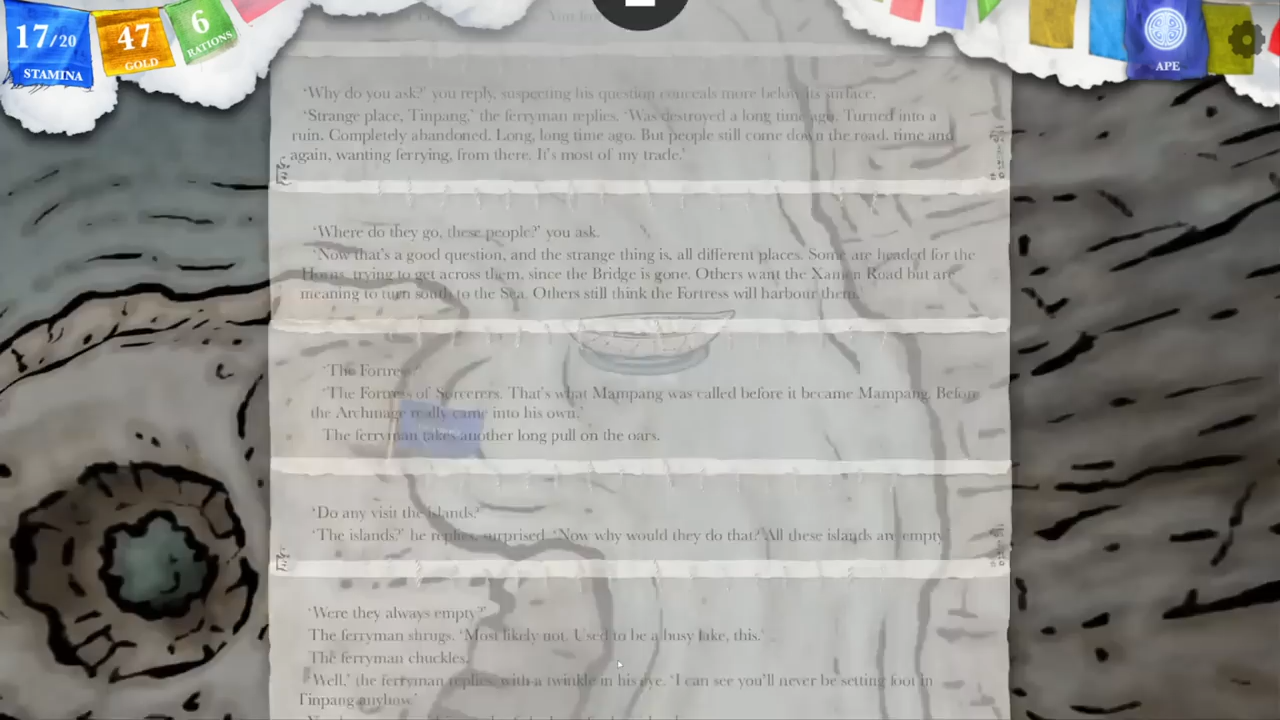 17/20
STAMINA
47
GOLD
6
RATIONS
APE
You
'Why do you ask?' you reply, suspecting his question conceals more below its surface.
'Strange place, Tinpang,' the ferryman replies. 'Was destroyed a long time ago. Turned into a
ruin. Completely abandoned. Long, long time ago. But people still come down the road, time and
again, wanting ferrying, from there. It's most of my trade.'
'Where do they go, these people?' you ask.
'Now that's a good question, and the strange thing is, all different places. Some are headed for the
Horns, trying to get across them, since the Bridge is gone. Others want the Xamen Road but are
meaning to turn south to the Sea. Others still think the Fortress will harbour them.'
'The Fortress?'
'The Fortress of Sorcerers. That's what Mampang was called before it became Mampang. Before
the Archmage really came into his own.'
The ferryman takes another long pull on the oars.
'Do any visit the islands?'
'The islands?' he replies, surprised. 'Now why would they do that? All these islands are empty.'
'Were they always empty?'
The ferryman shrugs. 'Most likely not. Used to be a busy lake, this.'
The ferryman chuckles.
'Well,' the ferryman replies, with a twinkle in his eye. 'I can see you'll never be setting foot in
Tinpang anyhow.'